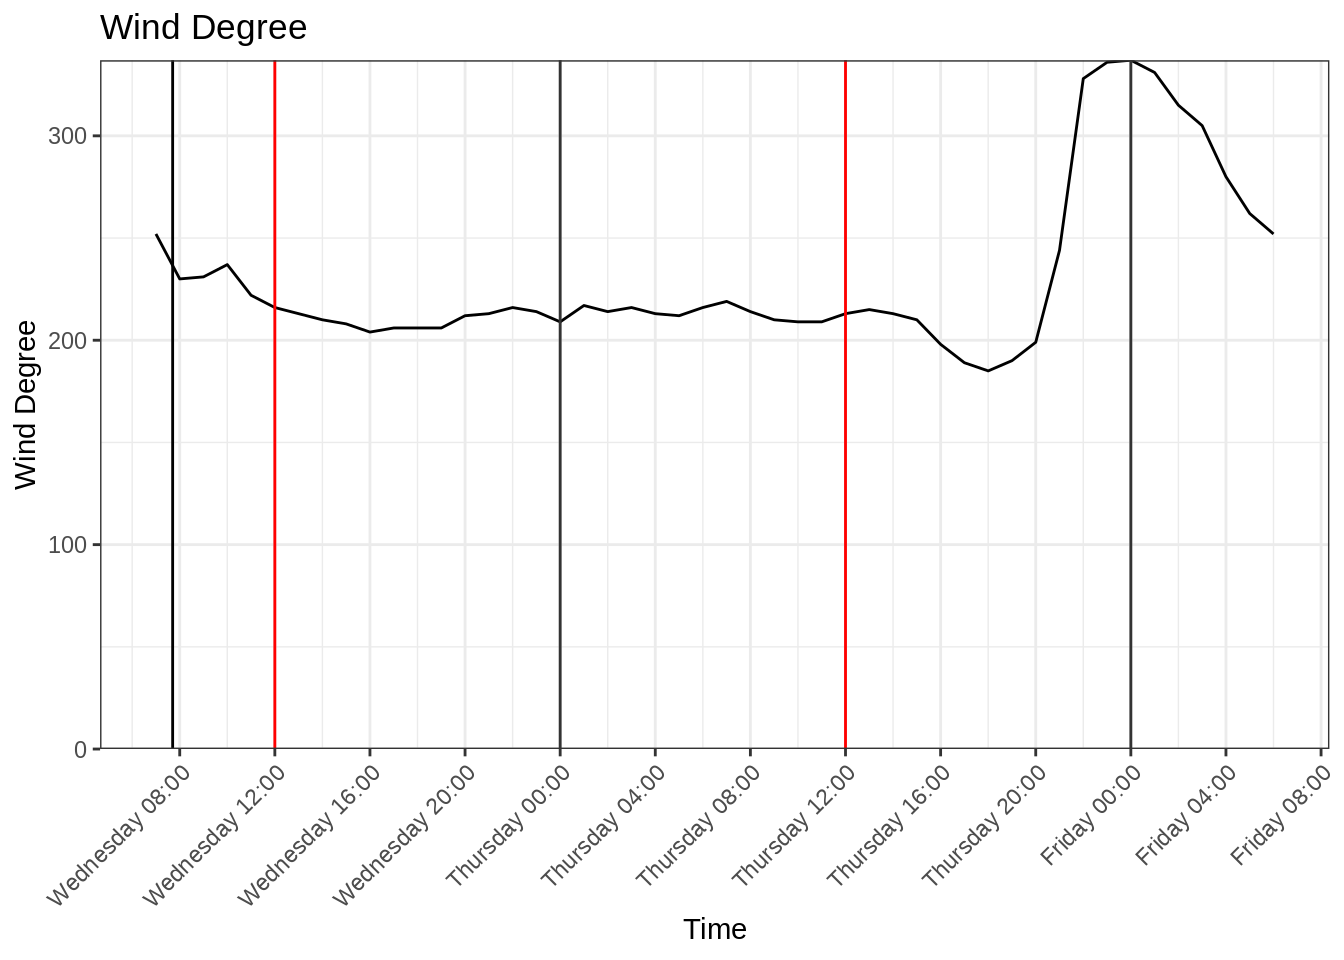 Wind Degree
Wind Degree
300
200
100
0
Wednesday 08:00
Wednesday 12:00
Wednesday 16:00
Wednesday 20:00
Thursday 00:00
Thursday 04:00
Thursday 08:00
Thursday 12:00
Thursday 16:00
Thursday 20:00
Friday 00:00
Friday 04:00
Friday 08:00
Time